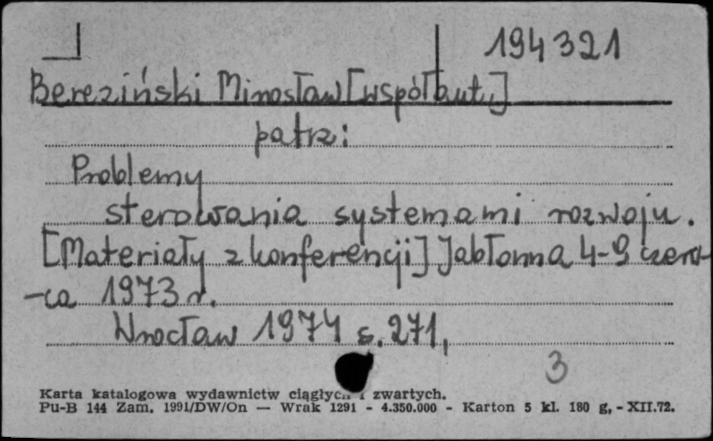 194321
Bereziński Mirosław [współaut.]
patrz:
Problemy
sterowania systemami rozwoju.
[Materiały z konferencji] Jabłonna 4-9 czerw-
-ca 1973 r.
Wrocław 1974 s. 271,
3
Karta katalogowa wydawnictw ciągłych i zwartych.
Pu-B 144 Zam. 1991/DW/On — Wrak 1291 - 4.350.000 - Karton 5 kl. 180 g, - XII.72.